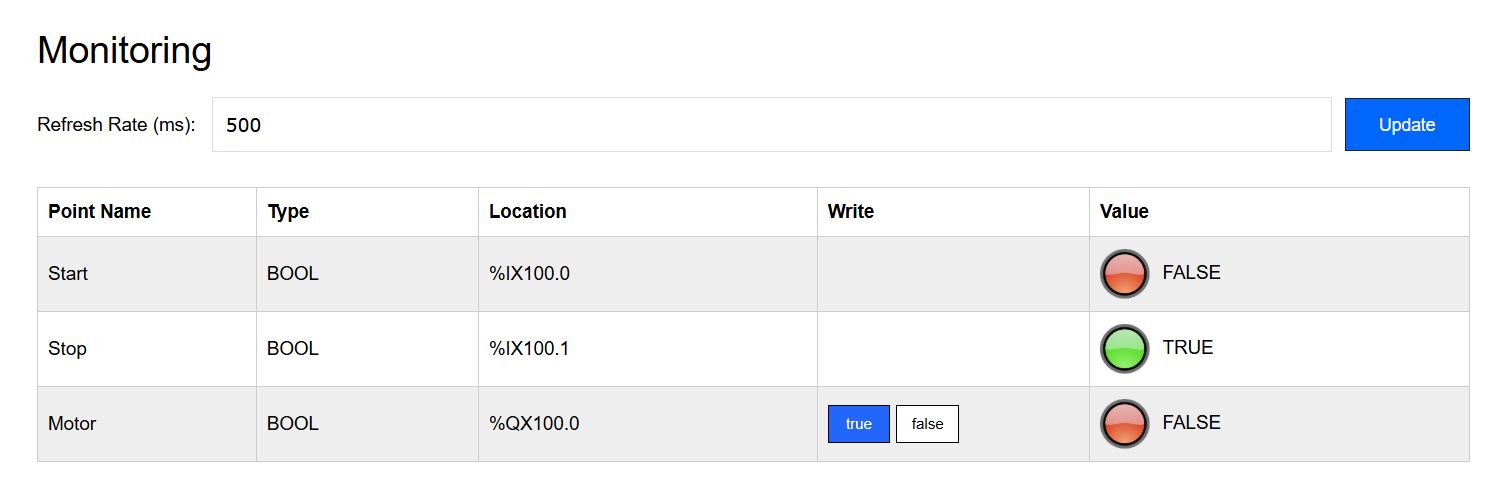 Monitoring
Refresh Rate (ms): 500 Update
Point Name Type Location Write Value
Start BOOL %IX100.0 FALSE
Stop BOOL %IX100.1 TRUE
Motor BOOL %QX100.0 true false FALSE